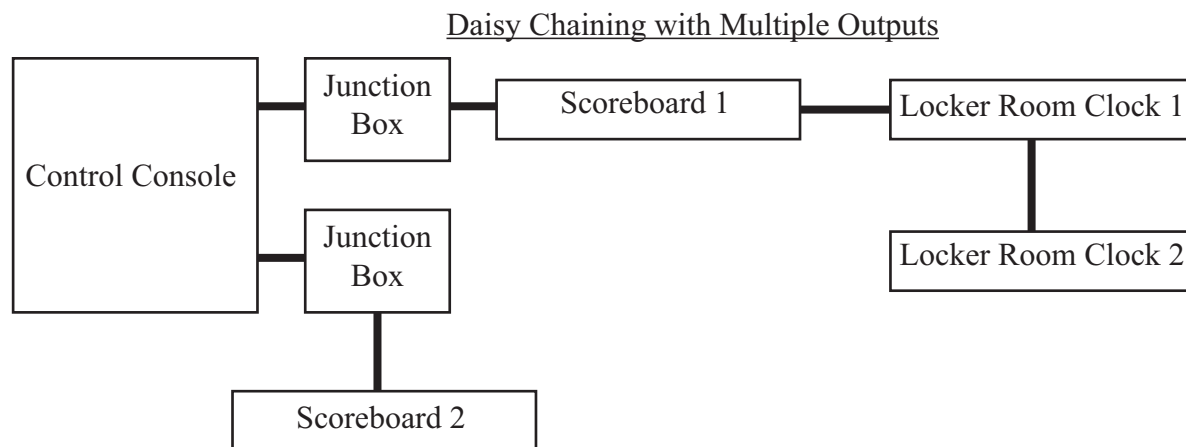 Daisy Chaining with Multiple Outputs
Control Console
Junction
Box
Scoreboard 1
Locker Room Clock 1
Junction
Box
Locker Room Clock 2
Scoreboard 2